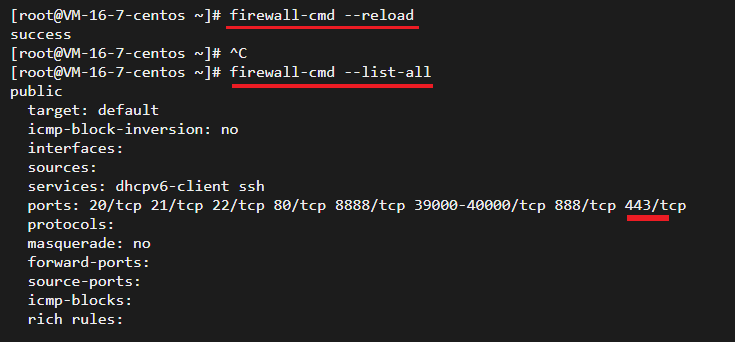 [root@VM-16-7-centos ~]# firewall-cmd --reload
success
[root@VM-16-7-centos ~]# ^C
[root@VM-16-7-centos ~]# firewall-cmd --list-all
public
  target: default
  icmp-block-inversion: no
  interfaces:
  sources:
  services: dhcpv6-client ssh
  ports: 20/tcp 21/tcp 22/tcp 80/tcp 8888/tcp 39000-40000/tcp 888/tcp 443/tcp
  protocols:
  masquerade: no
  forward-ports:
  source-ports:
  icmp-blocks:
  rich rules: